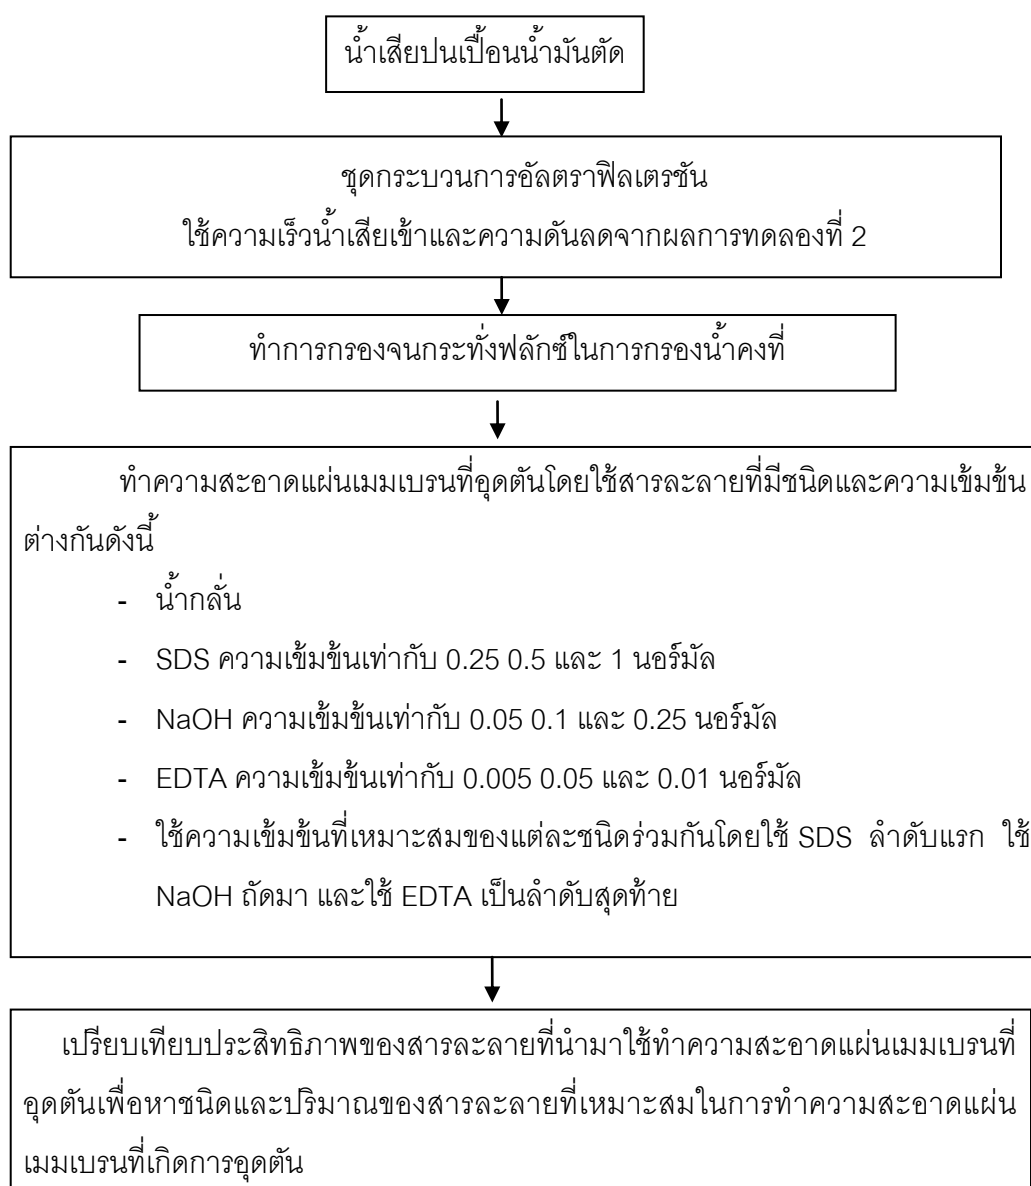 น้ำเสียปนเปื้อนน้ำมันตัด
ชุดกระบวนการอัลตราฟิลเตรชัน
ใช้ความเร็วน้ำเสียเข้าและความดันลดจากผลการทดลองที่ 2
ทำการกรองจนกระทั่งฟลักซ์ในการกรองน้ำคงที่
ทำความสะอาดแผ่นเมมเบรนที่อุดตันโดยใช้สารละลายที่มีชนิดและความเข้มข้น
ต่างกันดังนี้
- น้ำกลั่น
- SDS ความเข้มข้นเท่ากับ 0.25 0.5 และ 1 นอร์มัล
- NaOH ความเข้มข้นเท่ากับ 0.05 0.1 และ 0.25 นอร์มัล
- EDTA ความเข้มข้นเท่ากับ 0.005 0.05 และ 0.01 นอร์มัล
- ใช้ความเข้มข้นที่เหมาะสมของแต่ละชนิดร่วมกันโดยใช้ SDS ลำดับแรก ใช้
NaOH ถัดมา และใช้ EDTA เป็นลำดับสุดท้าย
เปรียบเทียบประสิทธิภาพของสารละลายที่นำมาใช้ทำความสะอาดแผ่นเมมเบรนที่
อุดตันเพื่อหาชนิดและปริมาณของสารละลายที่เหมาะสมในการทำความสะอาดแผ่น
เมมเบรนที่เกิดการอุดตัน